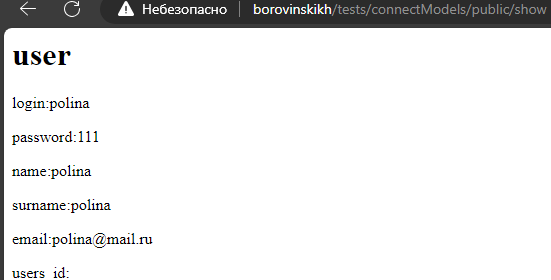 Небезопасно borovinskikh/tests/connectModels/public/show
user
login:polina
password:111
name:polina
surname:polina
email:polina@mail.ru
users_id: